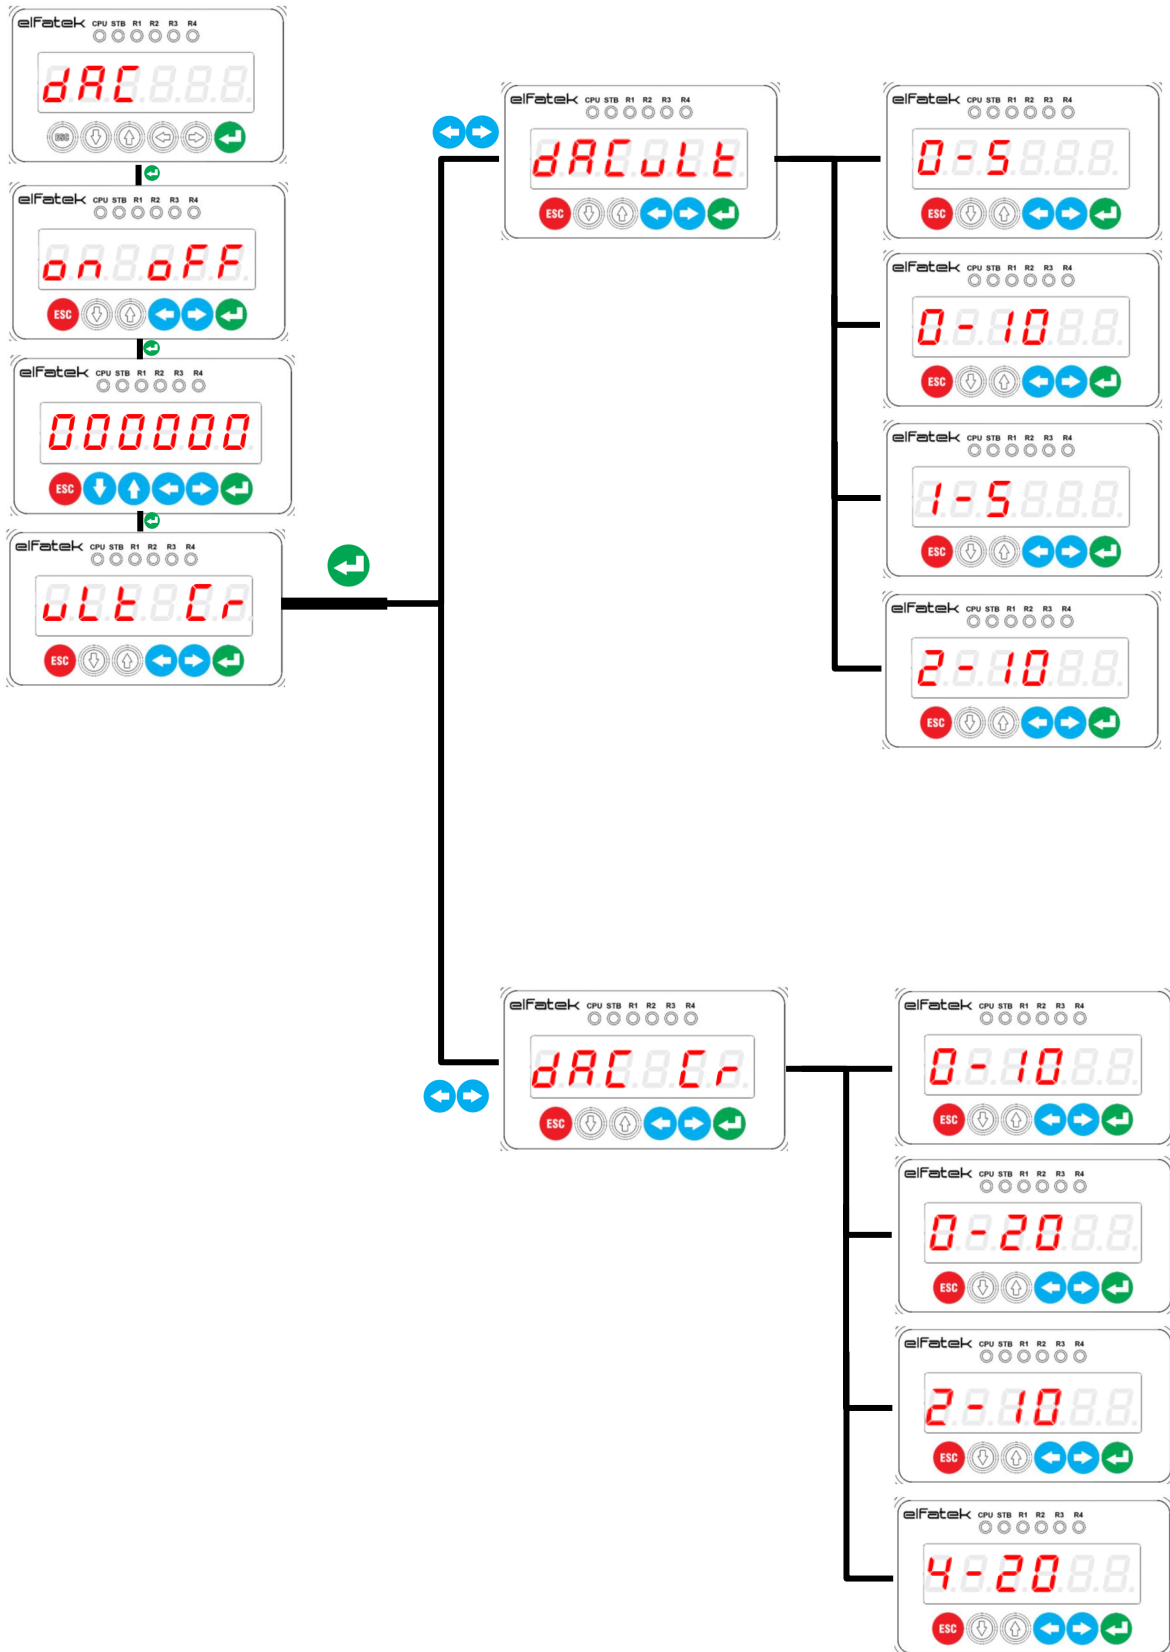 elFatek CPU STB R1 R2 R3 R4
dAC
ESC
elFatek CPU STB R1 R2 R3 R4
on oFF
ESC
elFatek CPU STB R1 R2 R3 R4
000000
ESC
elFatek CPU STB R1 R2 R3 R4
uLt Cr
ESC
elFatek CPU STB R1 R2 R3 R4
dACuLt
ESC
elFatek CPU STB R1 R2 R3 R4
0-5
ESC
elFatek CPU STB R1 R2 R3 R4
0-10
ESC
elFatek CPU STB R1 R2 R3 R4
1-5
ESC
elFatek CPU STB R1 R2 R3 R4
2-10
ESC
elFatek CPU STB R1 R2 R3 R4
dAC Cr
ESC
elFatek CPU STB R1 R2 R3 R4
0-10
ESC
elFatek CPU STB R1 R2 R3 R4
0-20
ESC
elFatek CPU STB R1 R2 R3 R4
2-10
ESC
elFatek CPU STB R1 R2 R3 R4
4-20
ESC